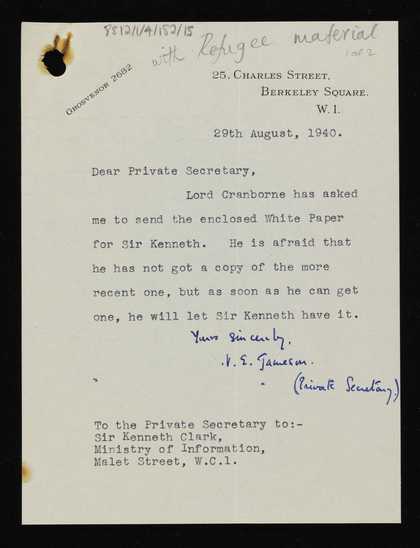 8812/1/4/152/15
with Refugee material
1 of 2
GROSVENOR 2682
25, CHARLES STREET,
BERKELEY SQUARE.
W.1.
29th August, 1940.
Dear Private Secretary,
Lord Cranborne has asked
me to send the enclosed White Paper
for Sir Kenneth. He is afraid that
he has not got a copy of the more
recent one, but as soon as he can get
one, he will let Sir Kenneth have it.
Yours sincerely,
V. E. Jameson.
(Private Secretary)
To the Private Secretary to:-
Sir Kenneth Clark,
Ministry of Information,
Malet Street, W.C.1.